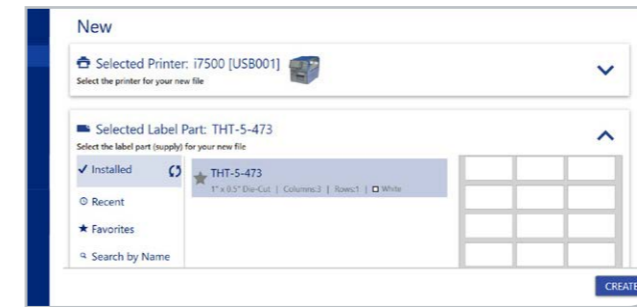 New
Selected Printer: i7500 [USB001]
Select the printer for your new file
Selected Label Part: THT-5-473
Select the label part (supply) for your new file
Installed
THT-5-473
1" x 0.5" Die-Cut | Columns:3 | Rows:1 | White
Recent
Favorites
Search by Name
CREATE